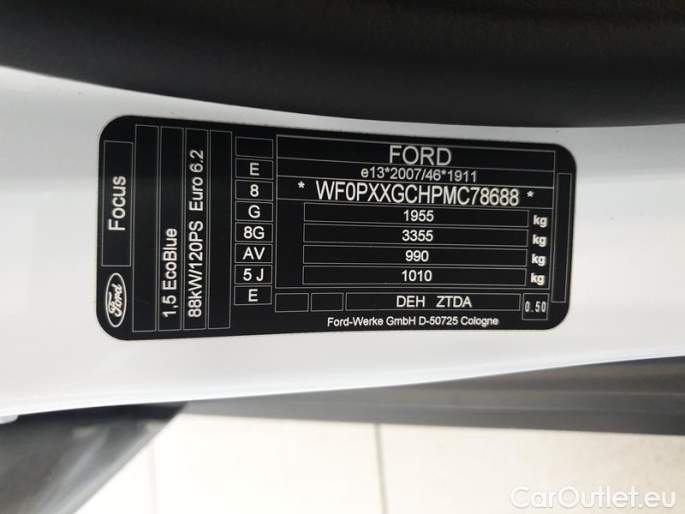 Ford
Focus
1,5 EcoBlue
88kW/120PS Euro 6.2
E
8
G
8G
AV
5 J
E
FORD
e13*2007/46*1911
* WF0PXXGCHPMC78688 *
1955 kg
3355 kg
990 kg
1010 kg
DEH ZTDA 0.50
Ford-Werke GmbH D-50725 Cologne
CarOutlet.eu